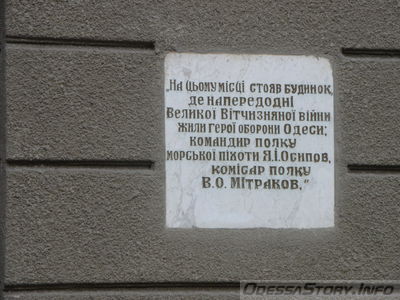 „На цьому місці стояв будинок,
де напередодні
Великої Вітчизняної війни
жили герої оборони Одеси;
командир полку
морської піхоти Я.І.Осипов,
комісар полку
В.О. Мітраков."
OdessaStory.Info